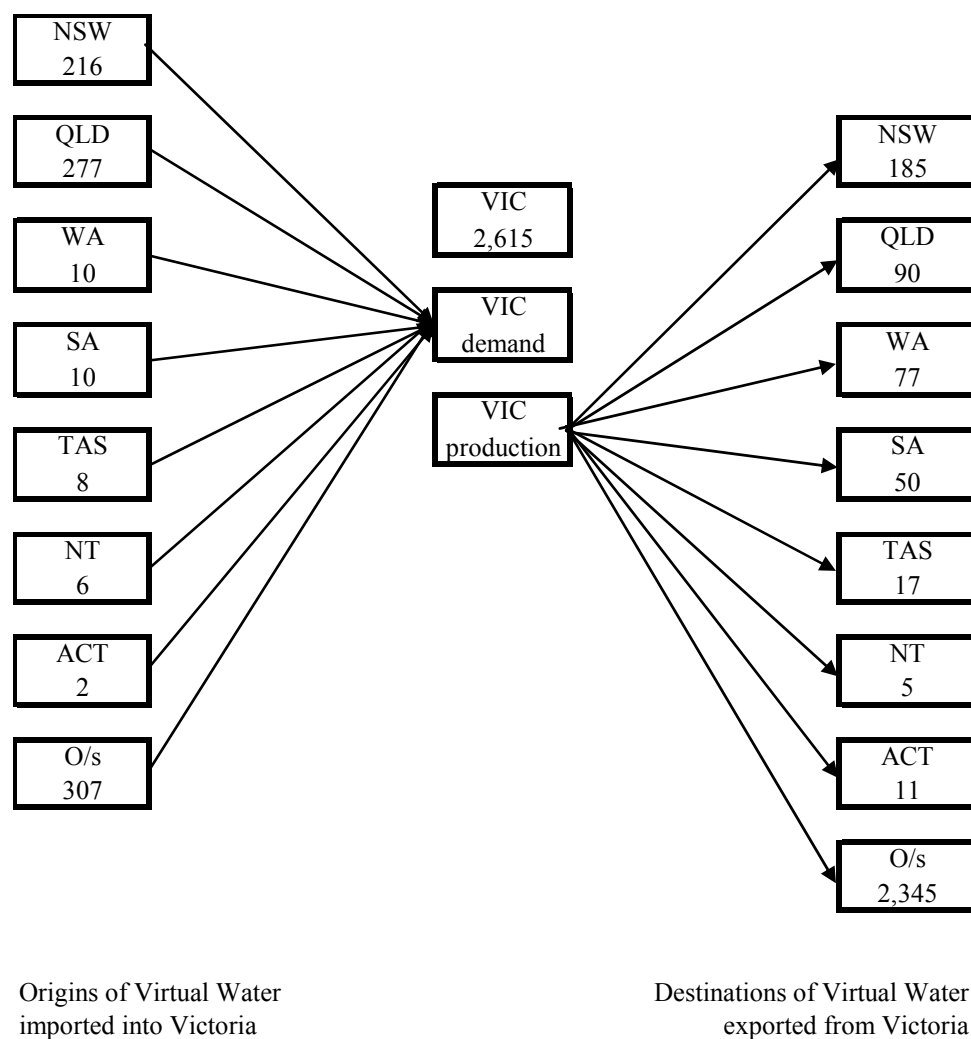 NSW
216
QLD
277
WA
10
SA
10
TAS
8
NT
6
ACT
2
O/s
307
VIC
2,615
VIC
demand
VIC
production
NSW
185
QLD
90
WA
77
SA
50
TAS
17
NT
5
ACT
11
O/s
2,345
Origins of Virtual Water
imported into Victoria
Destinations of Virtual Water
exported from Victoria